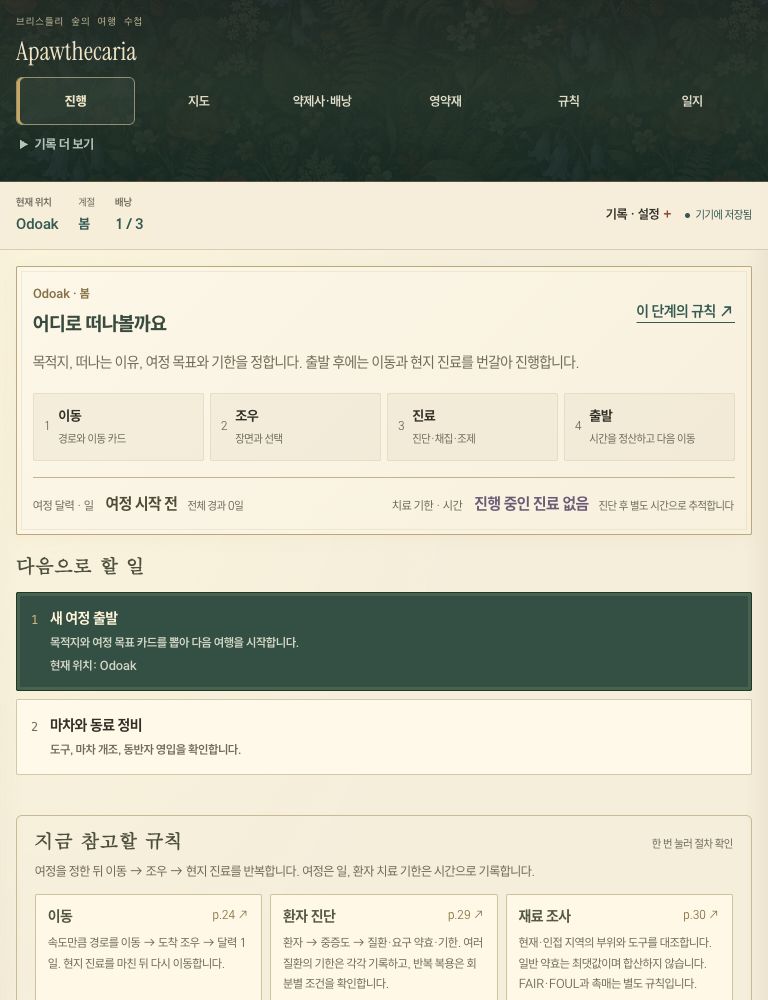 브리스틀리 숲의 여행 수첩
Apawthecaria
진행
지도
약제사·배낭
영약재
규칙
일지
▶ 기록 더 보기
현재 위치
Odoak
계절
봄
배낭
1 / 3
기록 · 설정 +
● 기기에 저장됨
Odoak · 봄
어디로 떠나볼까요
이 단계의 규칙 ↗
목적지, 떠나는 이유, 여정 목표와 기한을 정합니다. 출발 후에는 이동과 현지 진료를 번갈아 진행합니다.
1 이동
경로와 이동 카드
2 조우
장면과 선택
3 진료
진단·채집·조제
4 출발
시간을 정산하고 다음 이동
여정 달력 · 일 여정 시작 전 전체 경과 0일
치료 기한 · 시간 진행 중인 진료 없음 진단 후 별도 시간으로 추적합니다
다음으로 할 일
1 새 여정 출발
목적지와 여정 목표 카드를 뽑아 다음 여행을 시작합니다.
현재 위치: Odoak
2 마차와 동료 정비
도구, 마차 개조, 동반자 영입을 확인합니다.
지금 참고할 규칙
한 번 눌러 절차 확인
여정을 정한 뒤 이동 → 조우 → 현지 진료를 반복합니다. 여정은 일, 환자 치료 기한은 시간으로 기록합니다.
이동 p.24 ↗
속도만큼 경로를 이동 → 도착 조우 → 달력 1
일. 현지 진료를 마친 뒤 다시 이동합니다.
환자 진단 p.29 ↗
환자 → 중증도 → 질환·요구 약효·기한. 여러
질환의 기한은 각각 기록하고, 반복 복용은 회
분별 조건을 확인합니다.
재료 조사 p.30 ↗
현재·인접 지역의 부위와 도구를 대조합니다.
일반 약효는 최댓값이며 합산하지 않습니다.
FAIR·FOUL과 촉매는 별도 규칙입니다.